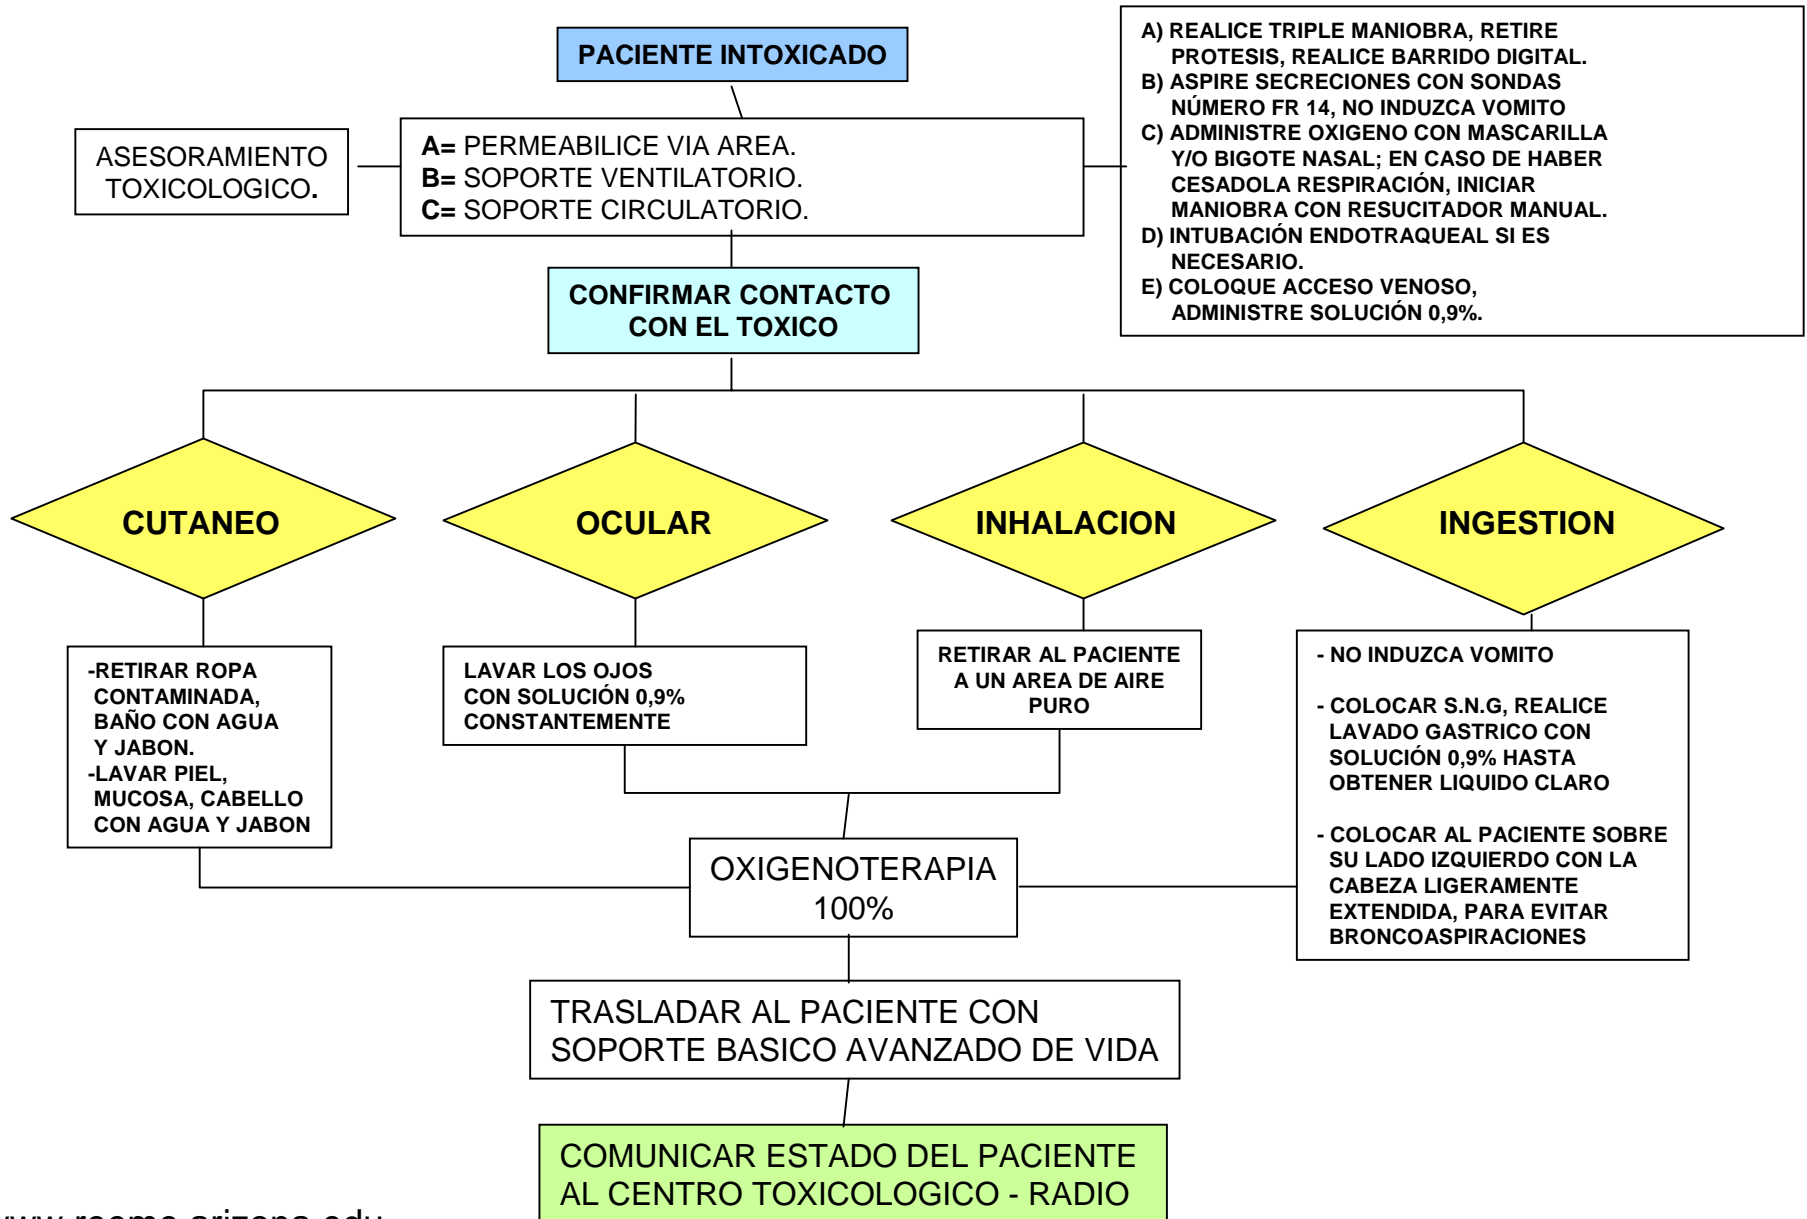 PACIENTE INTOXICADO
ASESORAMIENTO
TOXICOLOGICO.
A= PERMEABILICE VIA AREA.
B= SOPORTE VENTILATORIO.
C= SOPORTE CIRCULATORIO.
A) REALICE TRIPLE MANIOBRA, RETIRE
PROTESIS, REALICE BARRIDO DIGITAL.
B) ASPIRE SECRECIONES CON SONDAS
NÚMERO FR 14, NO INDUZCA VOMITO
C) ADMINISTRE OXIGENO CON MASCARILLA
Y/O BIGOTE NASAL; EN CASO DE HABER
CESADOLA RESPIRACIÓN, INICIAR
MANIOBRA CON RESUCITADOR MANUAL.
D) INTUBACIÓN ENDOTRAQUEAL SI ES
NECESARIO.
E) COLOQUE ACCESO VENOSO,
ADMINISTRE SOLUCIÓN 0,9%.
CONFIRMAR CONTACTO
CON EL TOXICO
CUTANEO
OCULAR
INHALACION
INGESTION
-RETIRAR ROPA
CONTAMINADA,
BAÑO CON AGUA
Y JABON.
-LAVAR PIEL,
MUCOSA, CABELLO
CON AGUA Y JABON
LAVAR LOS OJOS
CON SOLUCIÓN 0,9%
CONSTANTEMENTE
RETIRAR AL PACIENTE
A UN AREA DE AIRE
PURO
- NO INDUZCA VOMITO
- COLOCAR S.N.G, REALICE
LAVADO GASTRICO CON
SOLUCIÓN 0,9% HASTA
OBTENER LIQUIDO CLARO
- COLOCAR AL PACIENTE SOBRE
SU LADO IZQUIERDO CON LA
CABEZA LIGERAMENTE
EXTENDIDA, PARA EVITAR
BRONCOASPIRACIONES
OXIGENOTERAPIA
100%
TRASLADAR AL PACIENTE CON
SOPORTE BASICO AVANZADO DE VIDA
COMUNICAR ESTADO DEL PACIENTE
AL CENTRO TOXICOLOGICO - RADIO